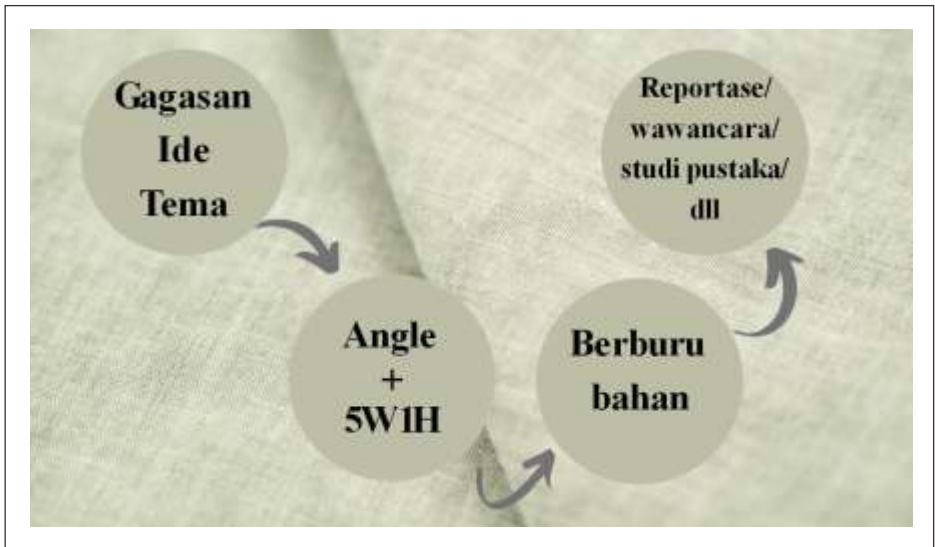 Gagasan
Ide
Tema
Angle
+
5W1H
Berburu
bahan
Reportase/
wawancara/
studi pustaka/
dll